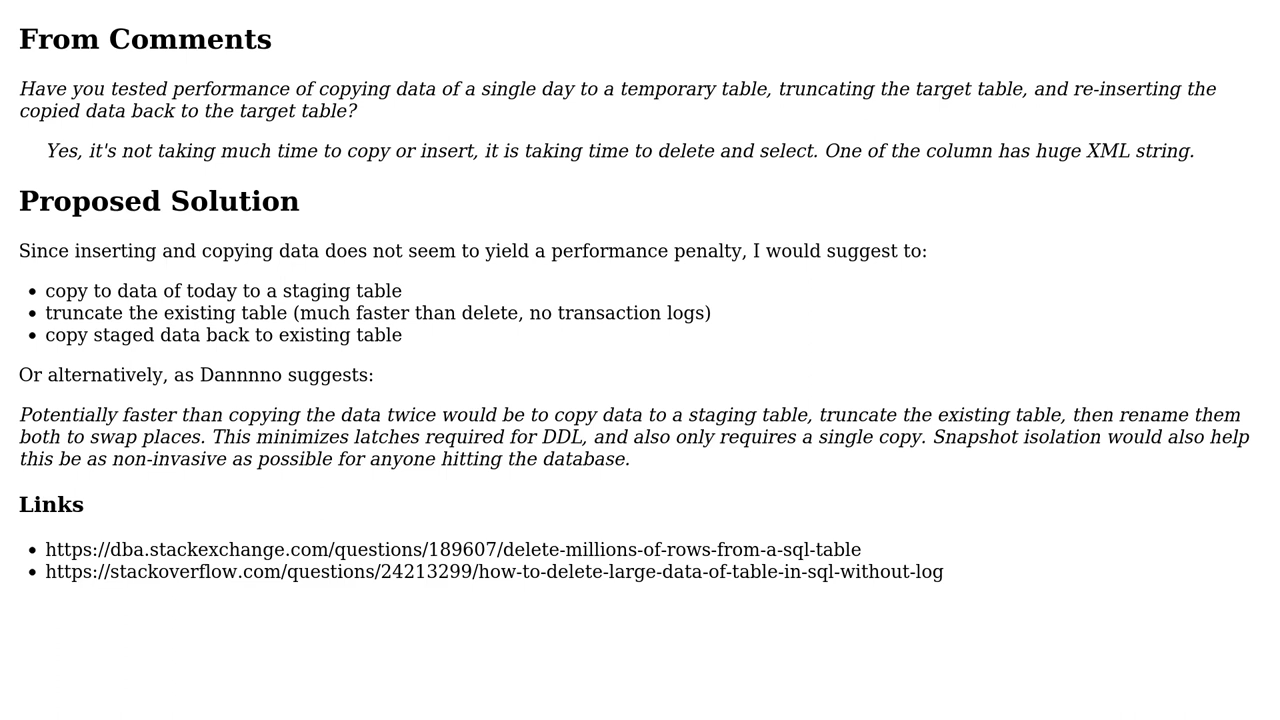 From Comments
Have you tested performance of copying data of a single day to a temporary table, truncating the target table, and re-inserting the
copied data back to the target table?
Yes, it's not taking much time to copy or insert, it is taking time to delete and select. One of the column has huge XML string.
Proposed Solution
Since inserting and copying data does not seem to yield a performance penalty, I would suggest to:
• copy to data of today to a staging table
• truncate the existing table (much faster than delete, no transaction logs)
• copy staged data back to existing table
Or alternatively, as Dannnno suggests:
Potentially faster than copying the data twice would be to copy data to a staging table, truncate the existing table, then rename them
both to swap places. This minimizes latches required for DDL, and also only requires a single copy. Snapshot isolation would also help
this be as non-invasive as possible for anyone hitting the database.
Links
• https://dba.stackexchange.com/questions/189607/delete-millions-of-rows-from-a-sql-table
• https://stackoverflow.com/questions/24213299/how-to-delete-large-data-of-table-in-sql-without-log